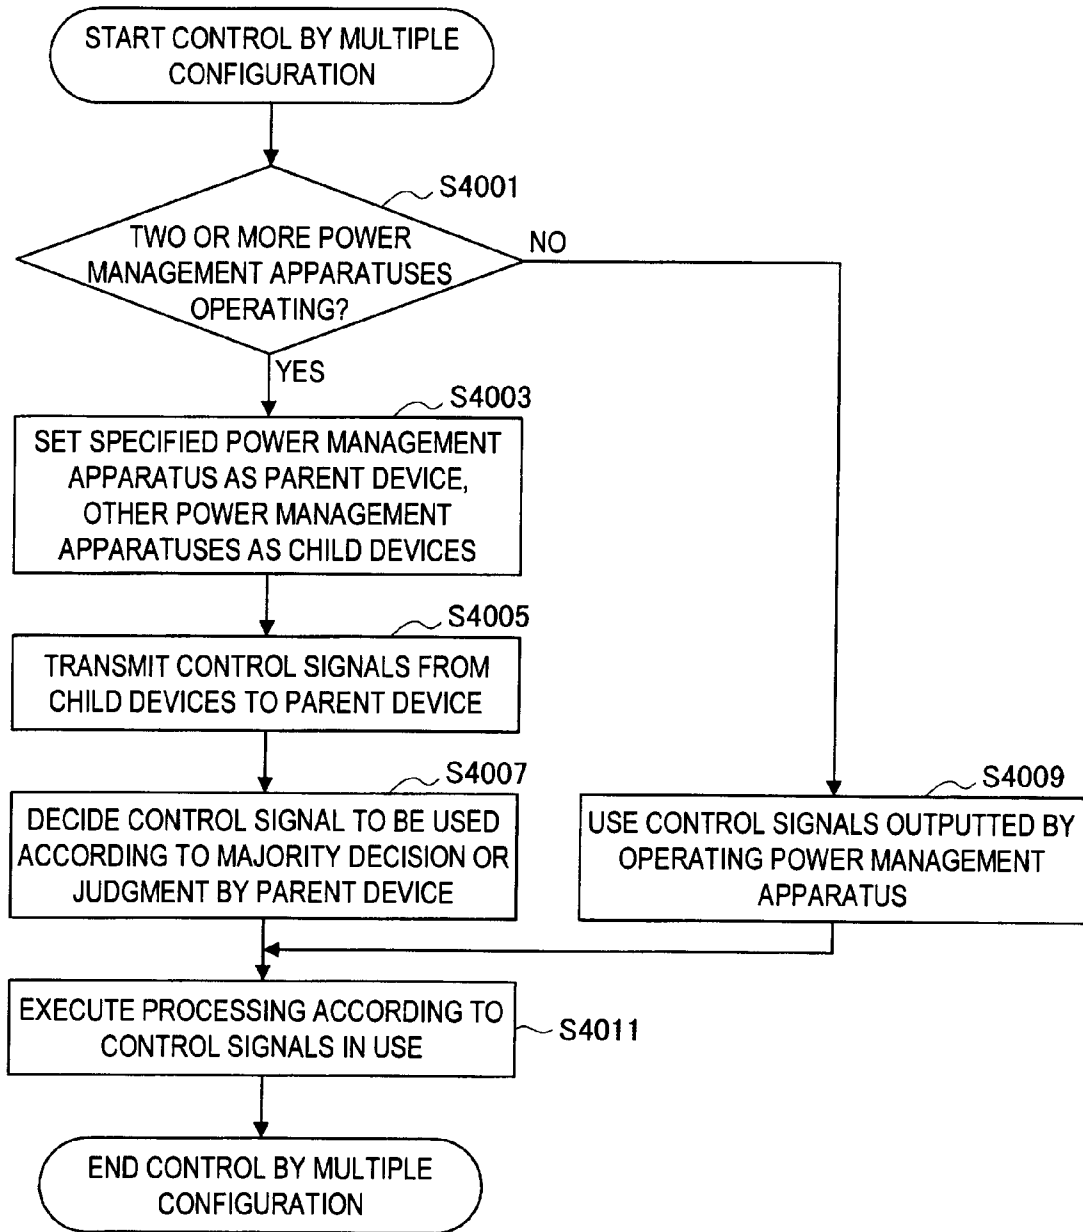 START CONTROL BY MULTIPLE
CONFIGURATION
S4001
TWO OR MORE POWER
MANAGEMENT APPARATUSES
OPERATING?
NO
YES
S4003
SET SPECIFIED POWER MANAGEMENT
APPARATUS AS PARENT DEVICE,
OTHER POWER MANAGEMENT
APPARATUSES AS CHILD DEVICES
S4005
TRANSMIT CONTROL SIGNALS FROM
CHILD DEVICES TO PARENT DEVICE
S4007
DECIDE CONTROL SIGNAL TO BE USED
ACCORDING TO MAJORITY DECISION OR
JUDGMENT BY PARENT DEVICE
S4009
USE CONTROL SIGNALS OUTPUTTED BY
OPERATING POWER MANAGEMENT
APPARATUS
EXECUTE PROCESSING ACCORDING TO
CONTROL SIGNALS IN USE
S4011
END CONTROL BY MULTIPLE
CONFIGURATION